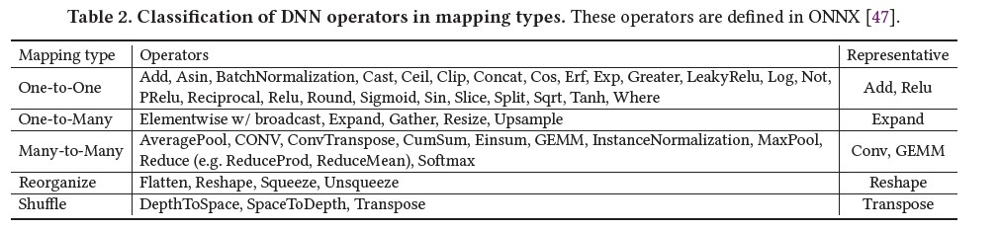 Table 2. Classification of DNN operators in mapping types. These operators are defined in ONNX [47].
Mapping type Operators Representative
One-to-One Add, Asin, BatchNormalization, Cast, Ceil, Clip, Concat, Cos, Erf, Exp, Greater, LeakyRelu, Log, Not, Add, Relu
PRelu, Reciprocal, Relu, Round, Sigmoid, Sin, Slice, Split, Sqrt, Tanh, Where
One-to-Many Elementwise w/ broadcast, Expand, Gather, Resize, Upsample Expand
Many-to-Many AveragePool, CONV, ConvTranspose, CumSum, Einsum, GEMM, InstanceNormalization, MaxPool, Conv, GEMM
Reduce (e.g. ReduceProd, ReduceMean), Softmax
Reorganize Flatten, Reshape, Squeeze, Unsqueeze Reshape
Shuffle DepthToSpace, SpaceToDepth, Transpose Transpose